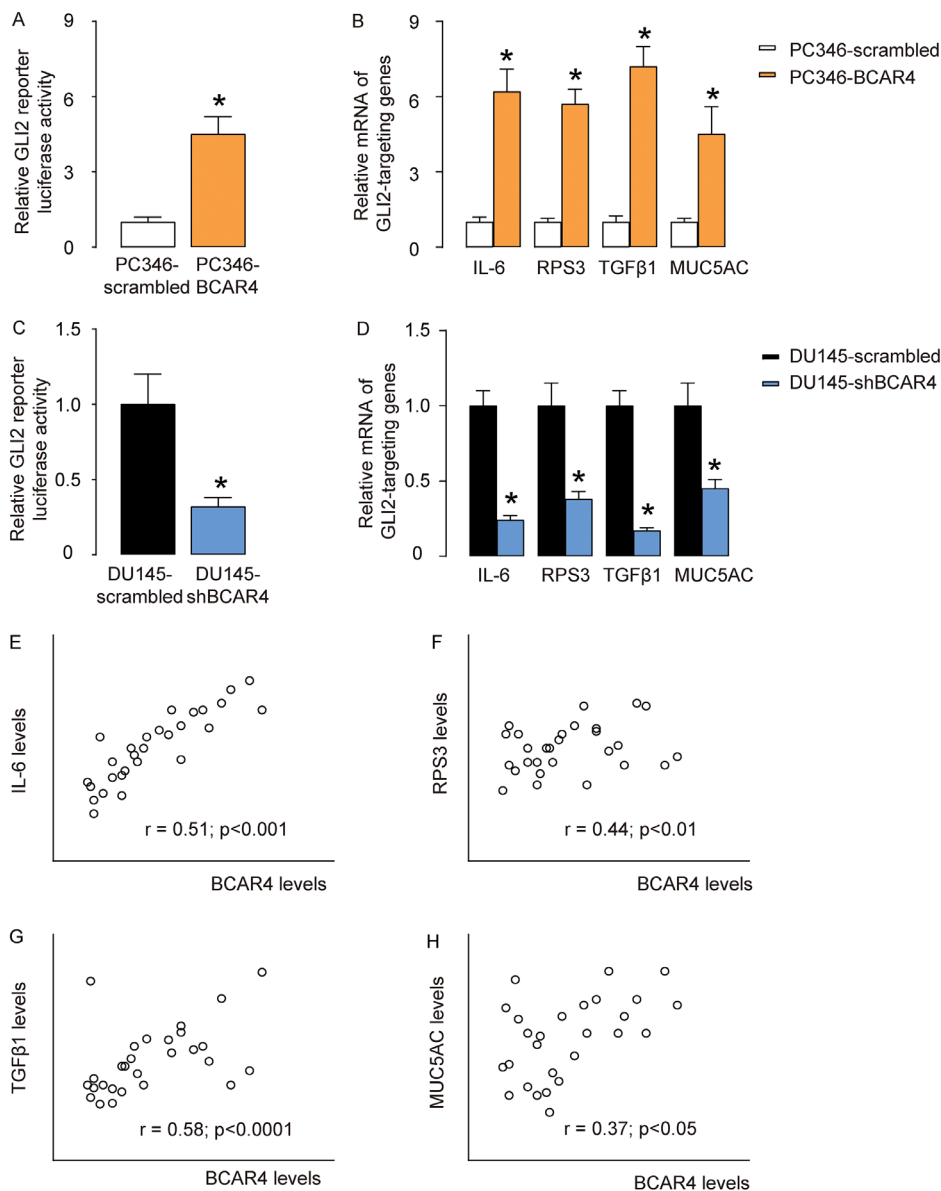 A
Relative GLI2 reporter
luciferase activity
9
6
3
0
*
PC346-
scrambled
PC346-
BCAR4
B
Relative mRNA of
GLI2-targeting genes
9
6
3
0
*
*
*
*
IL-6
RPS3
TGFβ1
MUC5AC
PC346-scrambled
PC346-BCAR4
C
Relative GLI2 reporter
luciferase activity
1.5
1.0
0.5
0
*
DU145-
scrambled
DU145-
shBCAR4
D
Relative mRNA of
GLI2-targeting genes
1.5
1.0
0.5
0
*
*
*
*
IL-6
RPS3
TGFβ1
MUC5AC
DU145-scrambled
DU145-shBCAR4
E
IL-6 levels
r = 0.51; p<0.001
BCAR4 levels
F
RPS3 levels
r = 0.44; p<0.01
BCAR4 levels
G
TGFβ1 levels
r = 0.58; p<0.0001
BCAR4 levels
H
MUC5AC levels
r = 0.37; p<0.05
BCAR4 levels